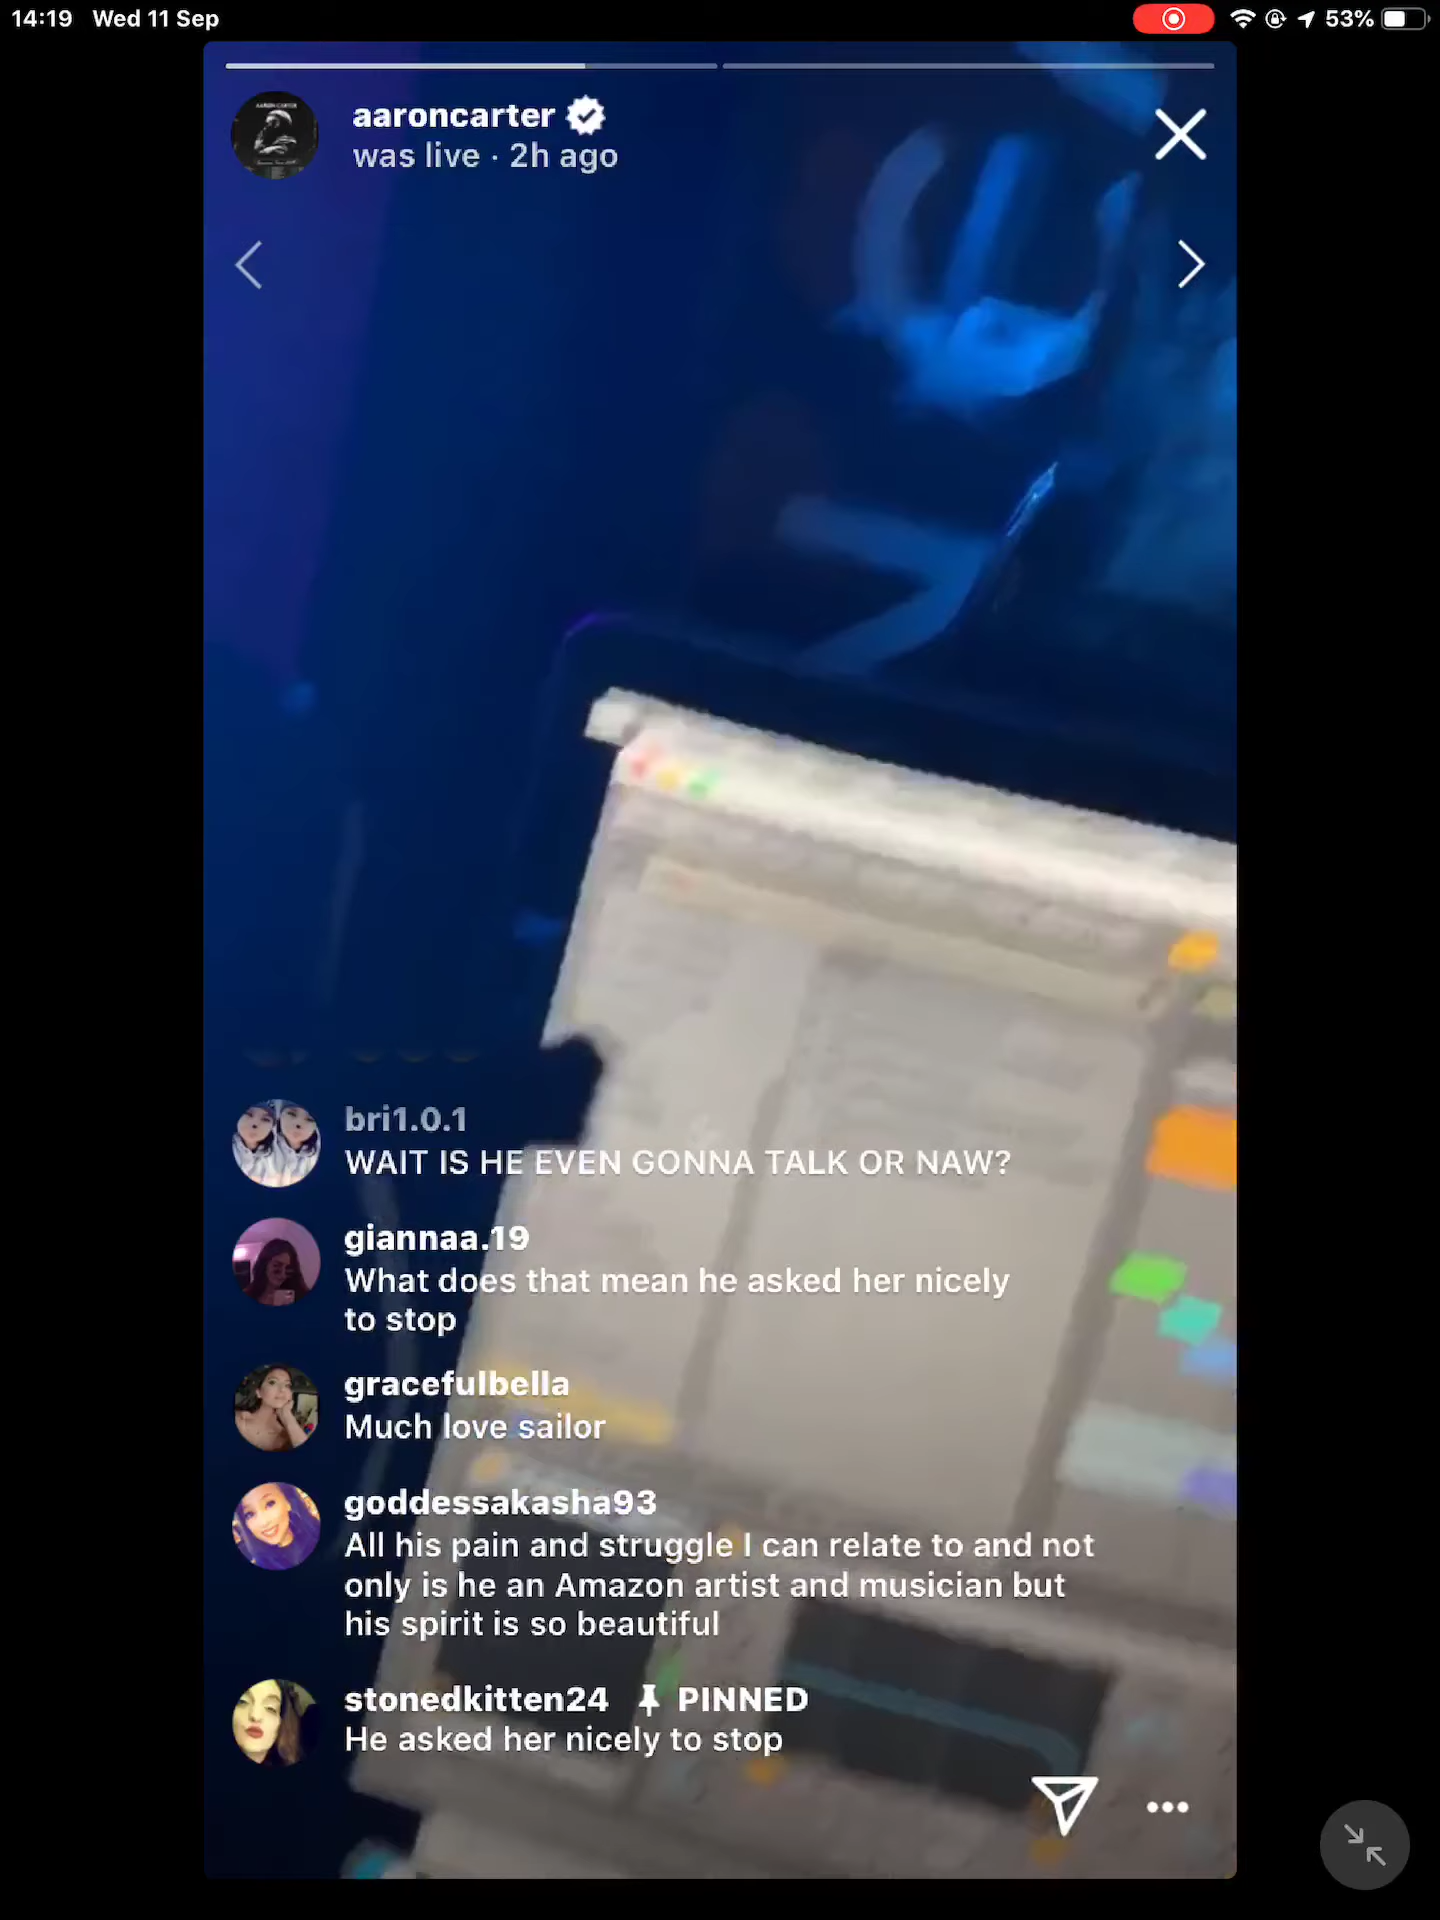 14:19 Wed 11 Sep 53%
aaroncarter
was live · 2h ago
bri1.0.1
WAIT IS HE EVEN GONNA TALK OR NAW?
giannaa.19
What does that mean he asked her nicely
to stop
gracefulbella
Much love sailor
goddessakasha93
All his pain and struggle I can relate to and not
only is he an Amazon artist and musician but
his spirit is so beautiful
stonedkitten24 PINNED
He asked her nicely to stop